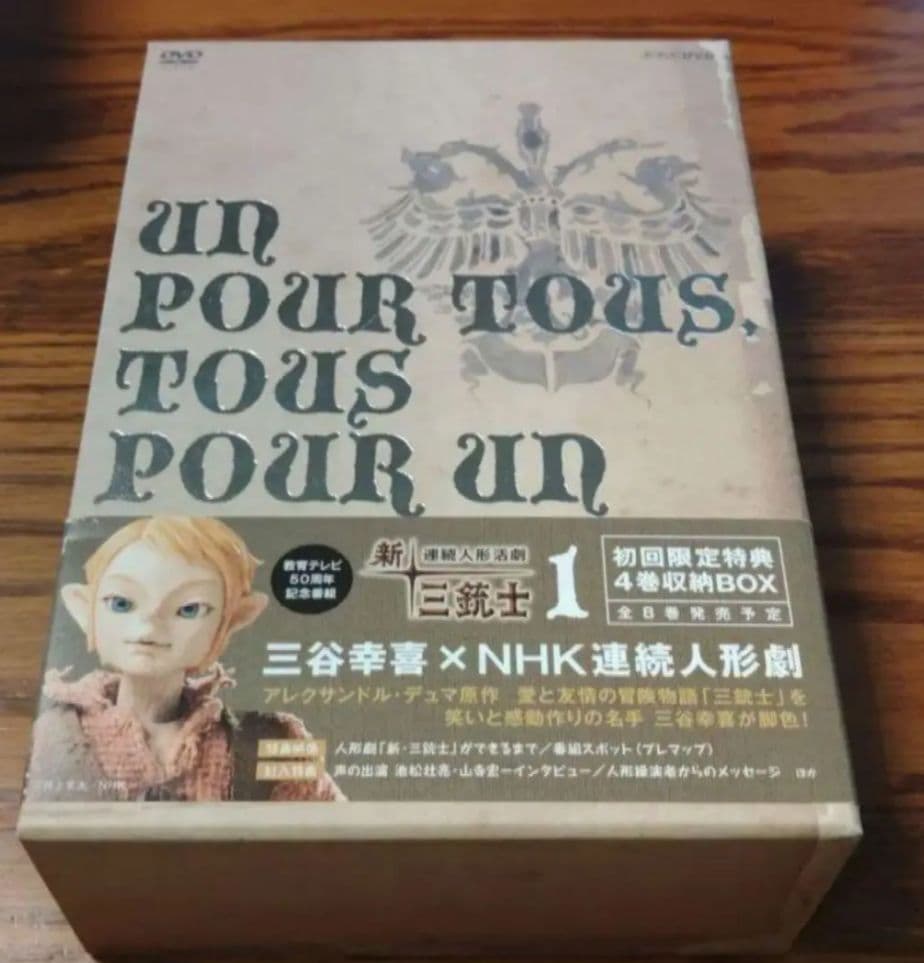 DVD
UN
POUR TOUS,
TOUS
POUR UN
教育テレビ
50周年
記念番組
新
連続人形活劇
三銃士
1
初回限定特典
4巻収納BOX
全8巻発売予定
三谷幸喜×NHK連続人形劇
アレクサンドル・デュマ原作 愛と友情の冒険物語「三銃士」を
笑いと感動作りの名手 三谷幸喜が脚色!
特典映像 人形劇「新・三銃士」ができるまで/番組スポット(プレマップ)
封入特典 声の出演 池松壮亮・山寺宏一インタビュー/人形操演者からのメッセージ ほか